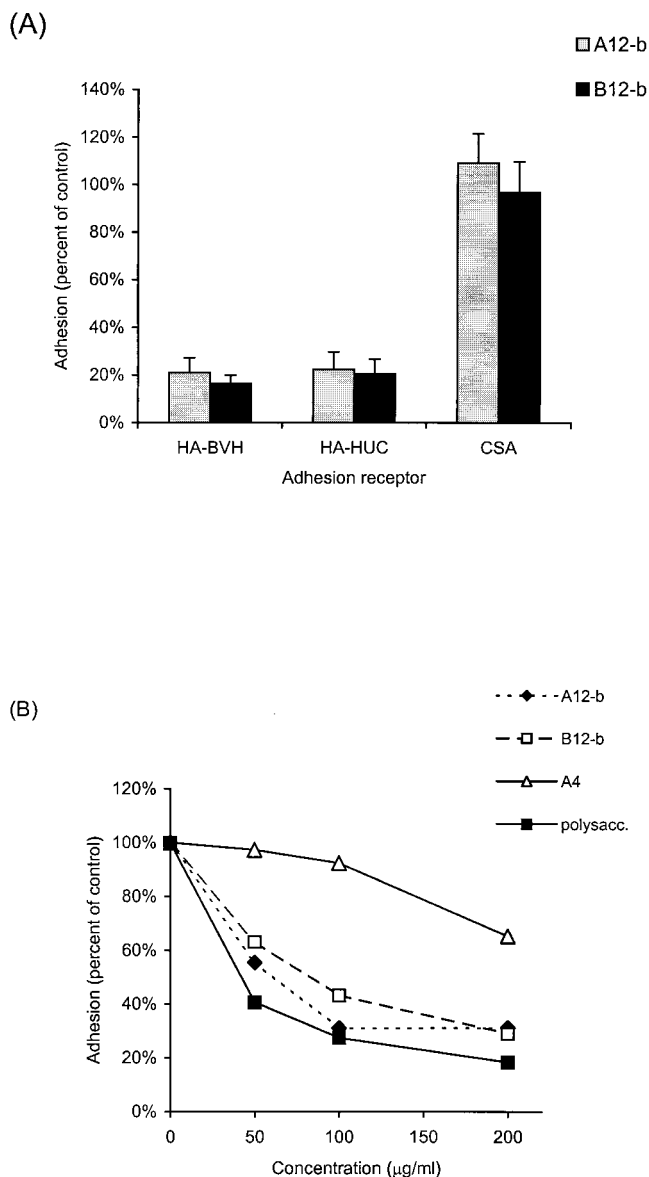 (A)
A12-b
B12-b
140%
120%
100%
80%
60%
40%
20%
0%
Adhesion (percent of control)
HA-BVH HA-HUC CSA
Adhesion receptor
(B)
A12-b
B12-b
A4
polysacc.
120%
100%
80%
60%
40%
20%
0%
Adhesion (percent of control)
0 50 100 150 200
Concentration (μg/ml)